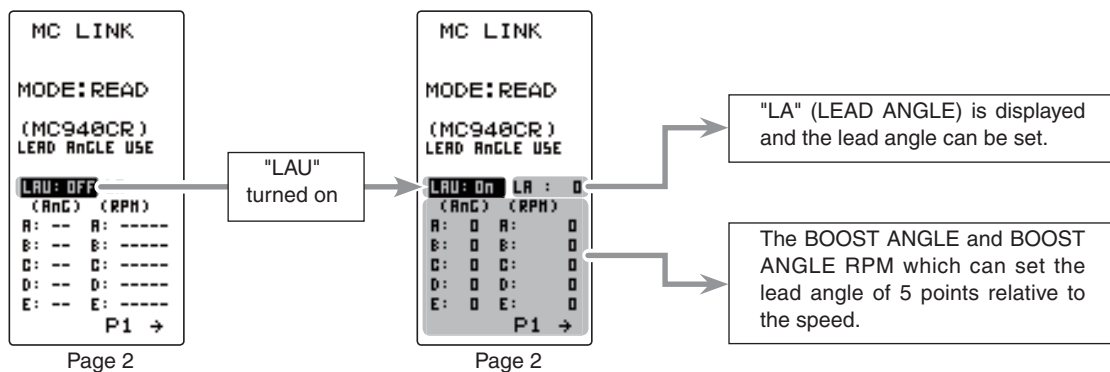 MC LINK
MODE:READ
(MC940CR)
LEAD AnGLE USE
LAU: OFF
(AnG) (RPM)
A: -- A: -----
B: -- B: -----
C: -- C: -----
D: -- D: -----
E: -- E: -----
P1 →
Page 2
"LAU"
turned on
MC LINK
MODE:READ
(MC940CR)
LEAD AnGLE USE
LAU: On LA : 0
(AnG) (RPM)
A: 0 A: 0
B: 0 B: 0
C: 0 C: 0
D: 0 D: 0
E: 0 E: 0
P1 →
Page 2
"LA" (LEAD ANGLE) is displayed
and the lead angle can be set.
The BOOST ANGLE and BOOST
ANGLE RPM which can set the
lead angle of 5 points relative to
the speed.